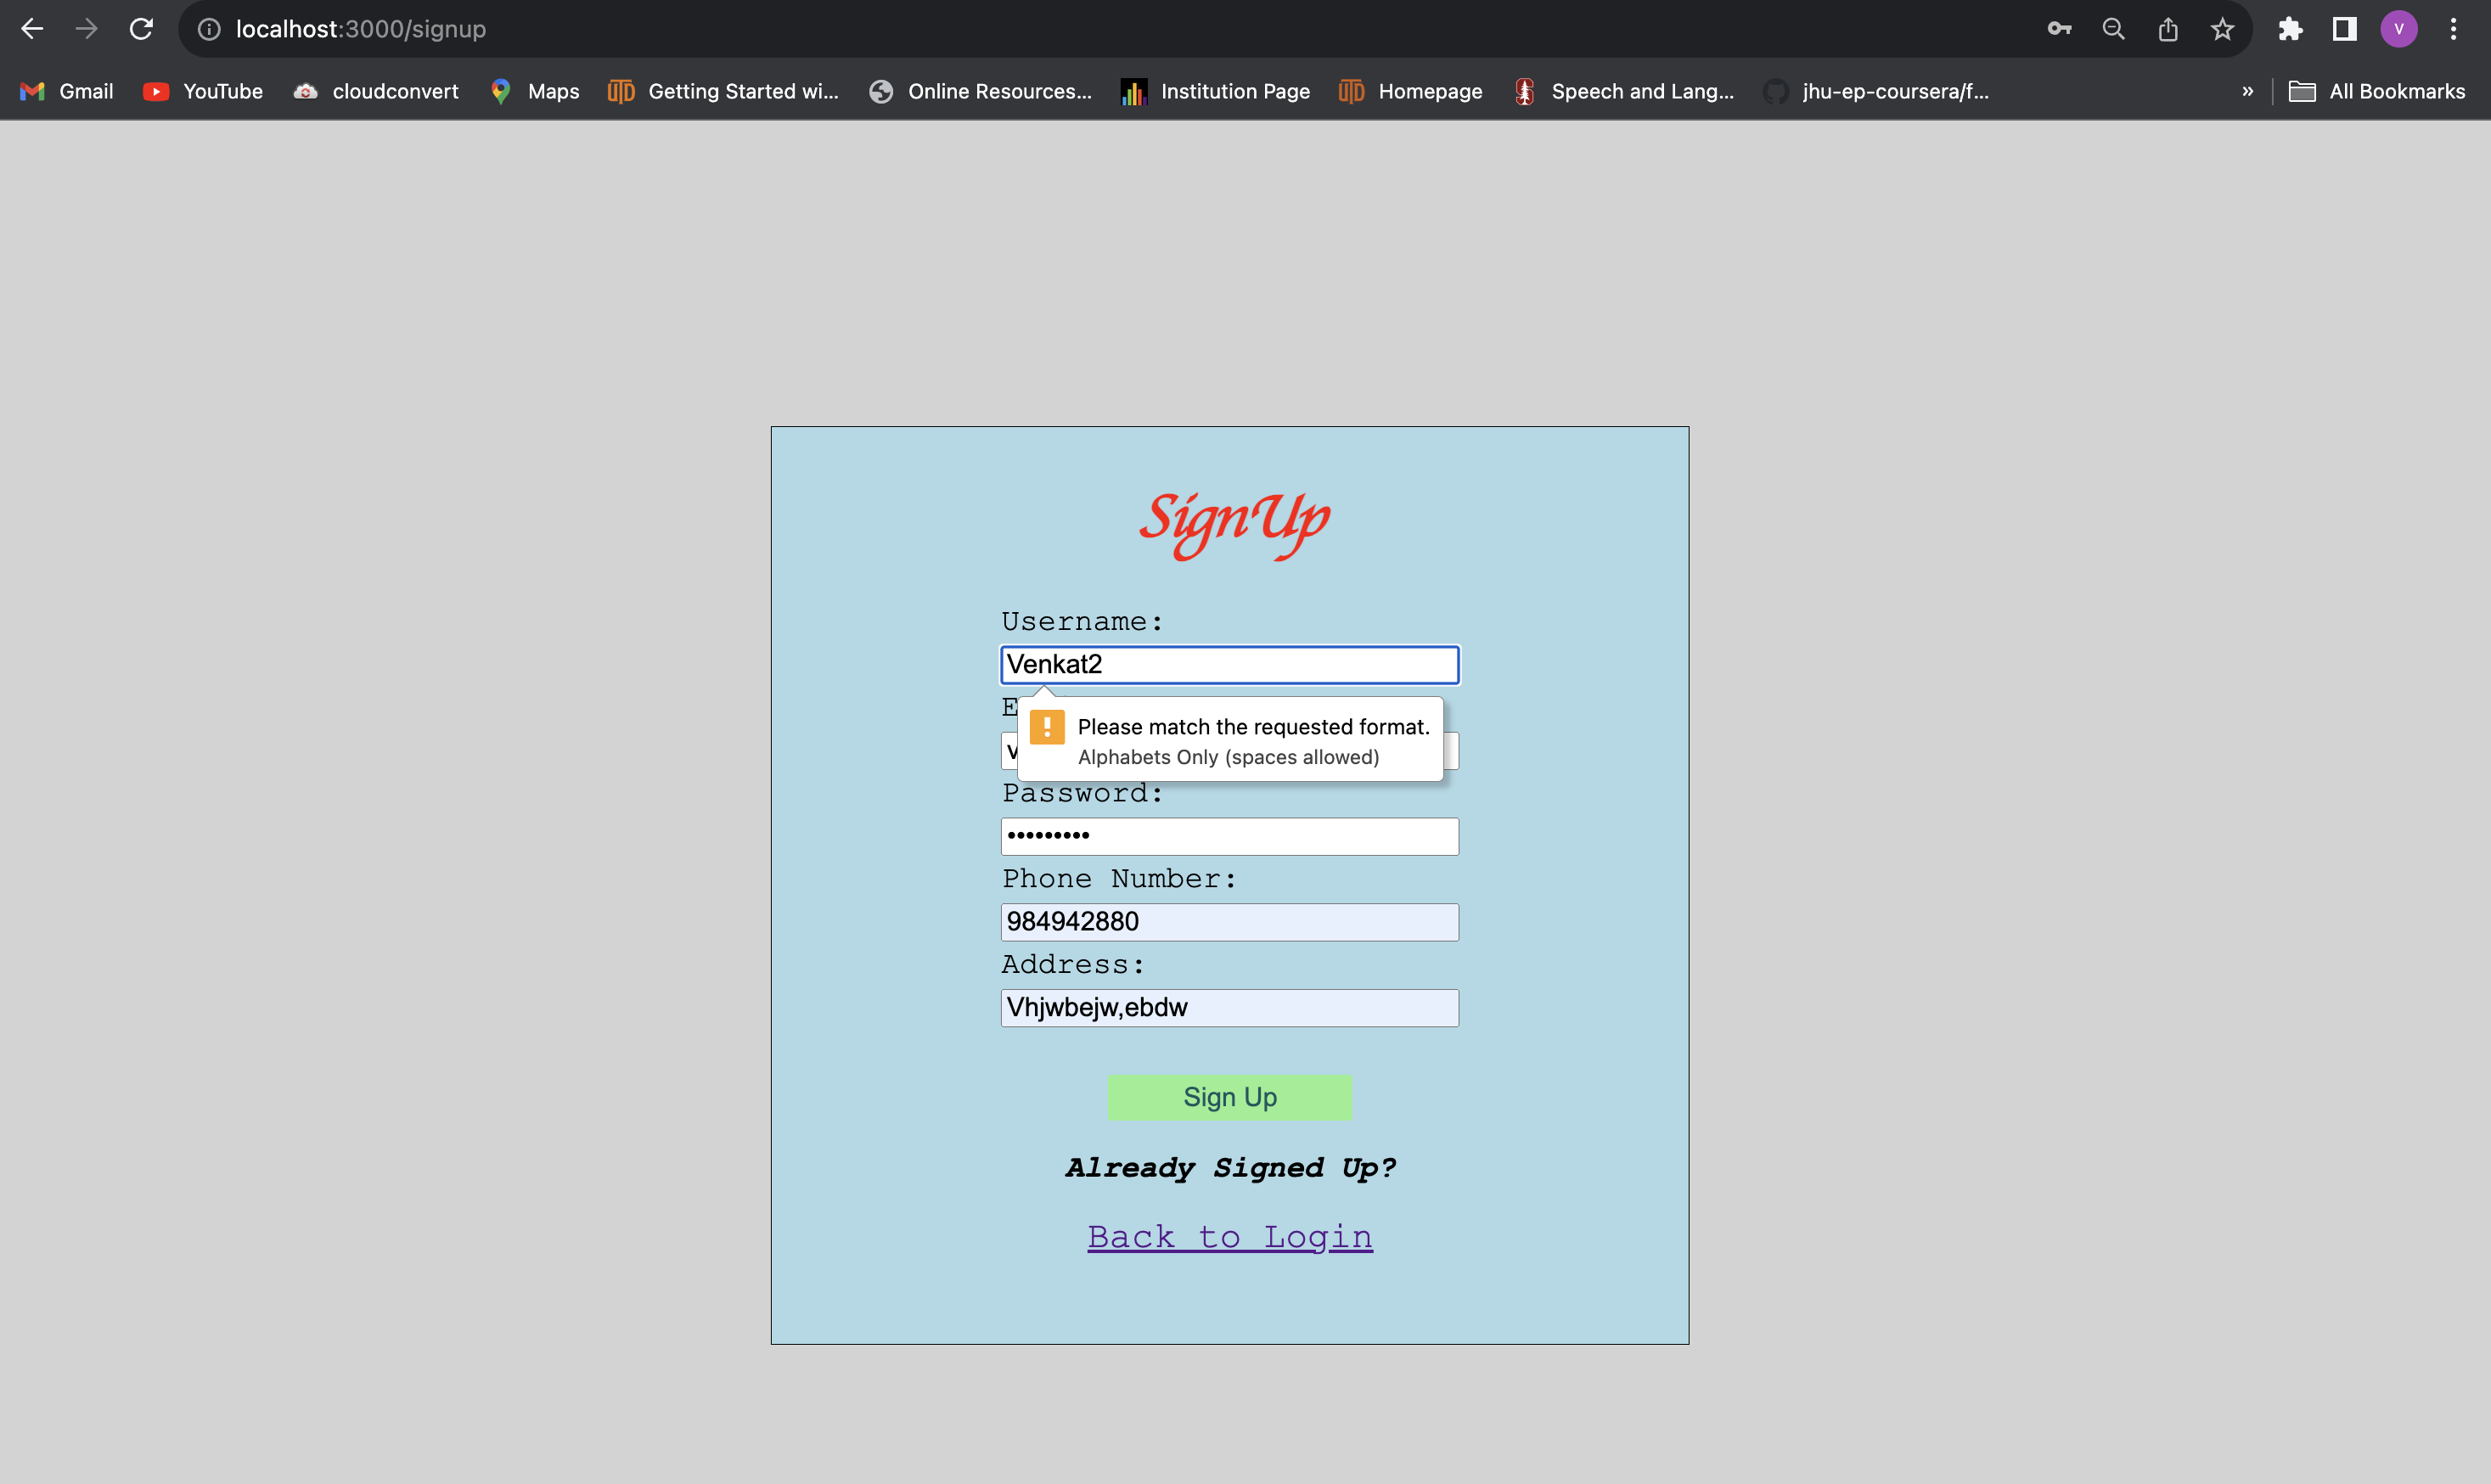 localhost:3000/signup
V
Gmail YouTube cloudconvert Maps UTD Getting Started wi... Online Resources... Institution Page UTD Homepage Speech and Lang... jhu-ep-coursera/f... » All Bookmarks
SignUp
Username:
Venkat2
Please match the requested format.
Alphabets Only (spaces allowed)
Password:
•••••••••
Phone Number:
984942880
Address:
Vhjwbejw,ebdw
Sign Up
Already Signed Up?
Back to Login